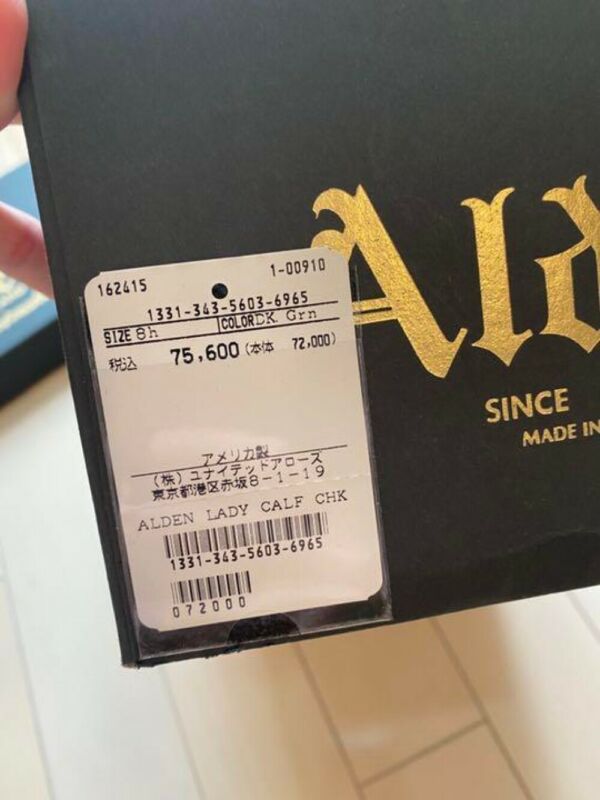 162415 1-00910
1331-343-5603-6965
SIZE 8h COLOR DK. Grn
税込 75,600 (本体 72,000)
アメリカ製
(株) ユナイテッドアローズ
東京都港区赤坂8-1-19
ALDEN LADY CALF CHK
1331-343-5603-6965
072000
Ald
SINCE
MADE IN